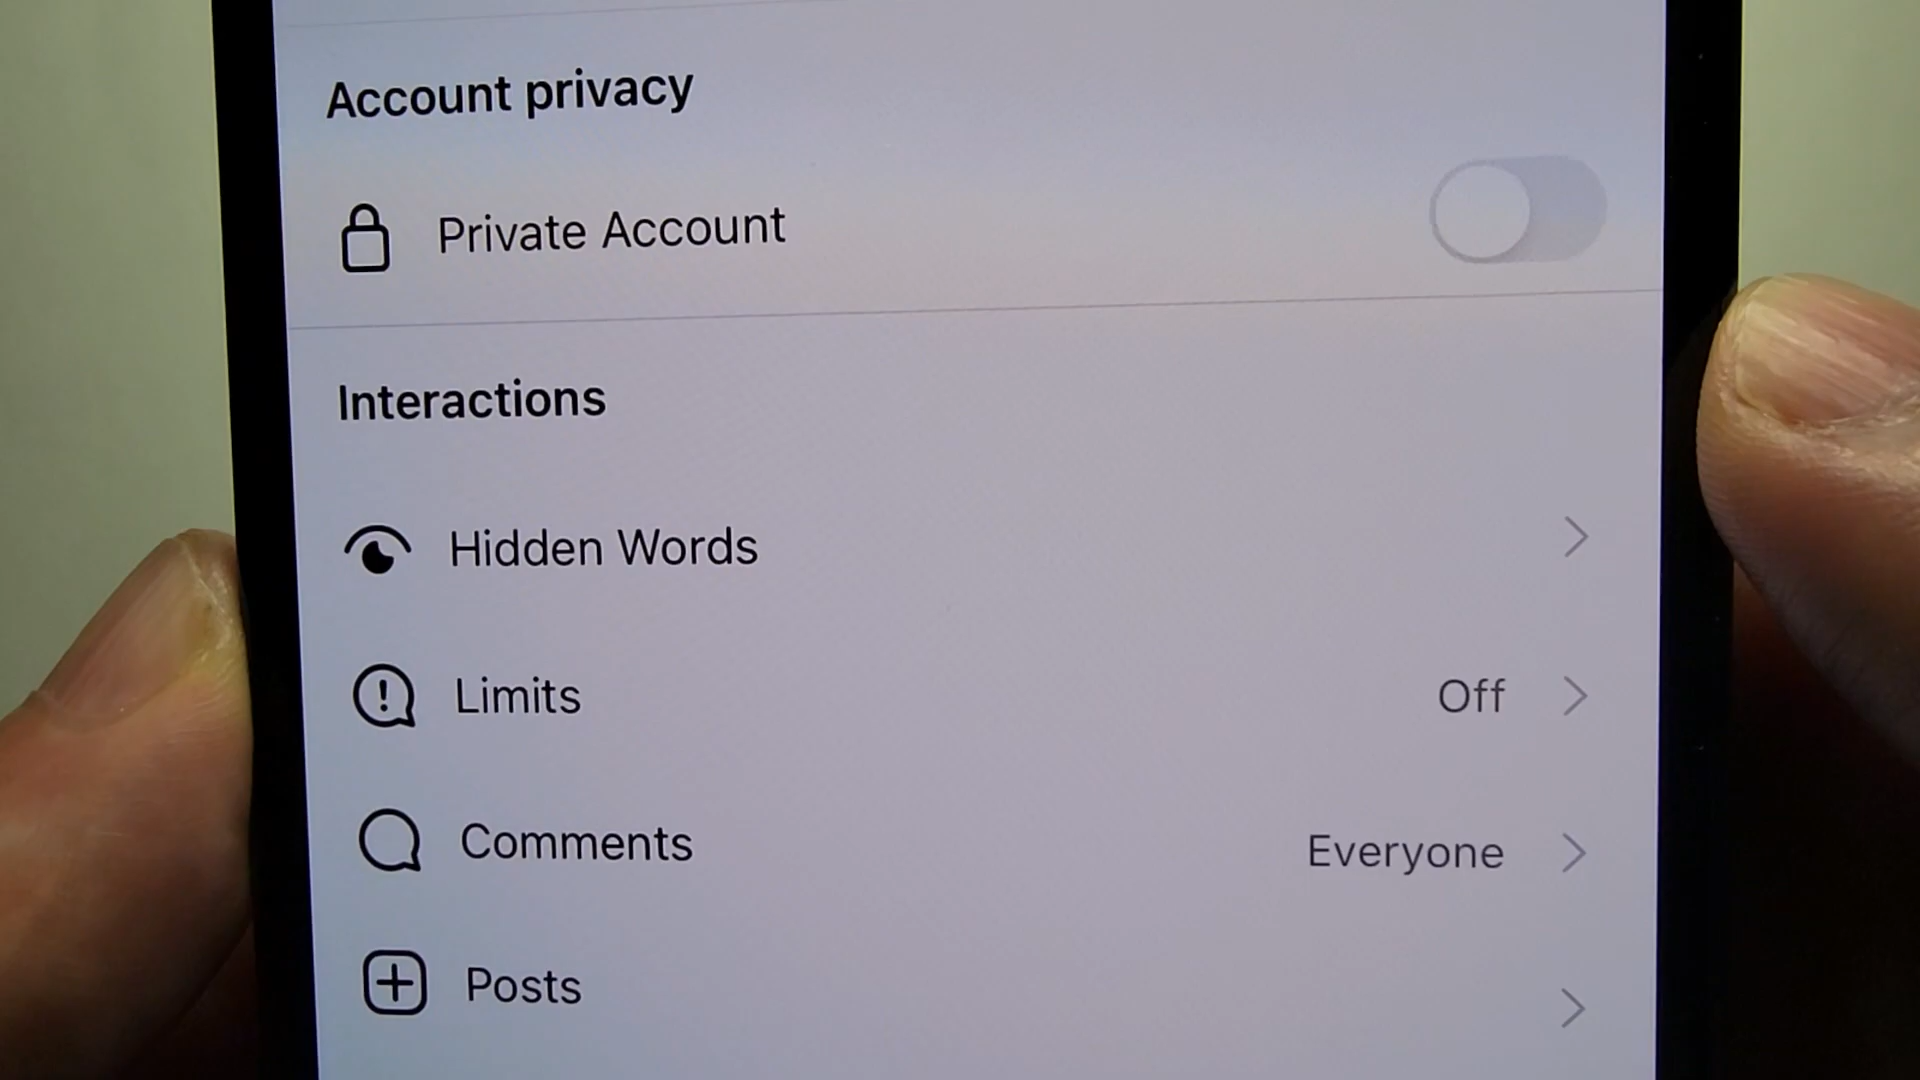 Account privacy
Private Account
Interactions
Hidden Words
Limits Off
Comments Everyone
Posts